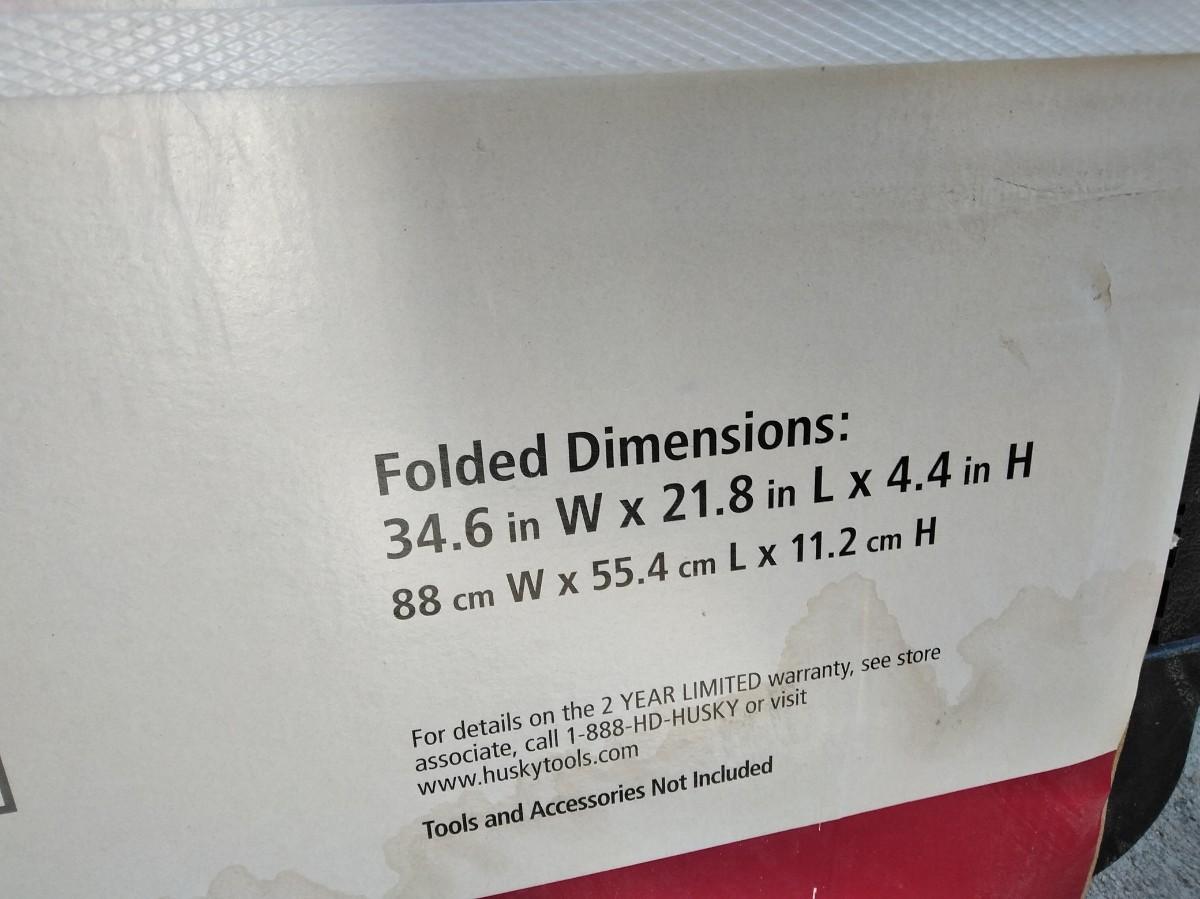 Folded Dimensions:
34.6 in W x 21.8 in L x 4.4 in H
88 cm W x 55.4 cm L x 11.2 cm H
For details on the 2 YEAR LIMITED warranty, see store
associate, call 1-888-HD-HUSKY or visit
www.huskytools.com
Tools and Accessories Not Included